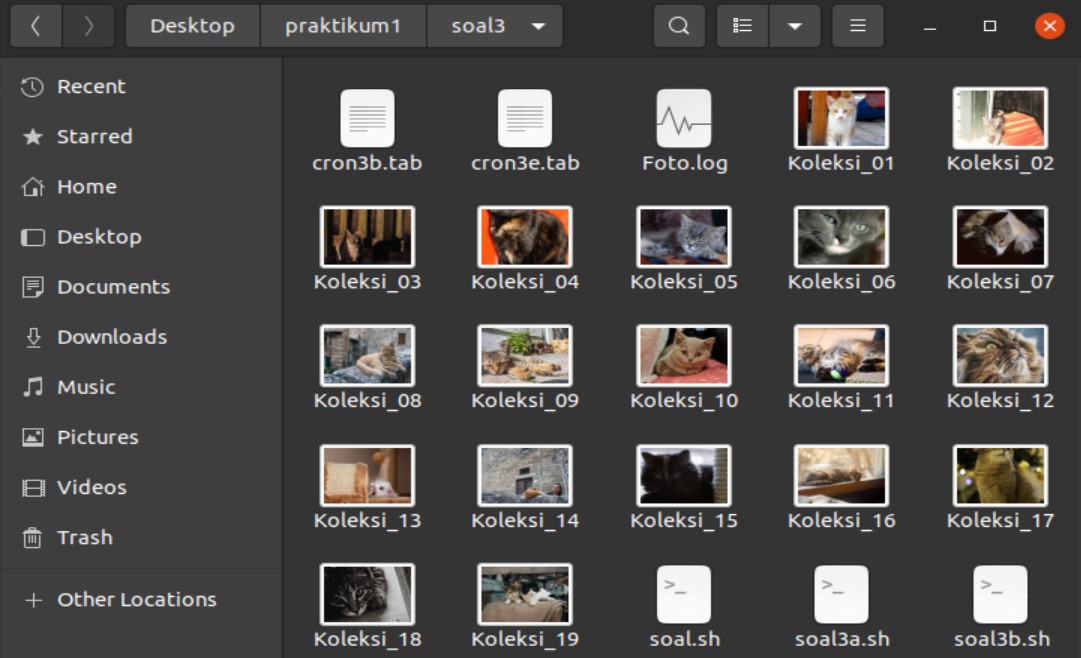 Desktop praktikum1 soal3
Recent
Starred
Home
Desktop
Documents
Downloads
Music
Pictures
Videos
Trash
Other Locations
cron3b.tab cron3e.tab Foto.log Koleksi_01 Koleksi_02
Koleksi_03 Koleksi_04 Koleksi_05 Koleksi_06 Koleksi_07
Koleksi_08 Koleksi_09 Koleksi_10 Koleksi_11 Koleksi_12
Koleksi_13 Koleksi_14 Koleksi_15 Koleksi_16 Koleksi_17
Koleksi_18 Koleksi_19 soal.sh soal3a.sh soal3b.sh